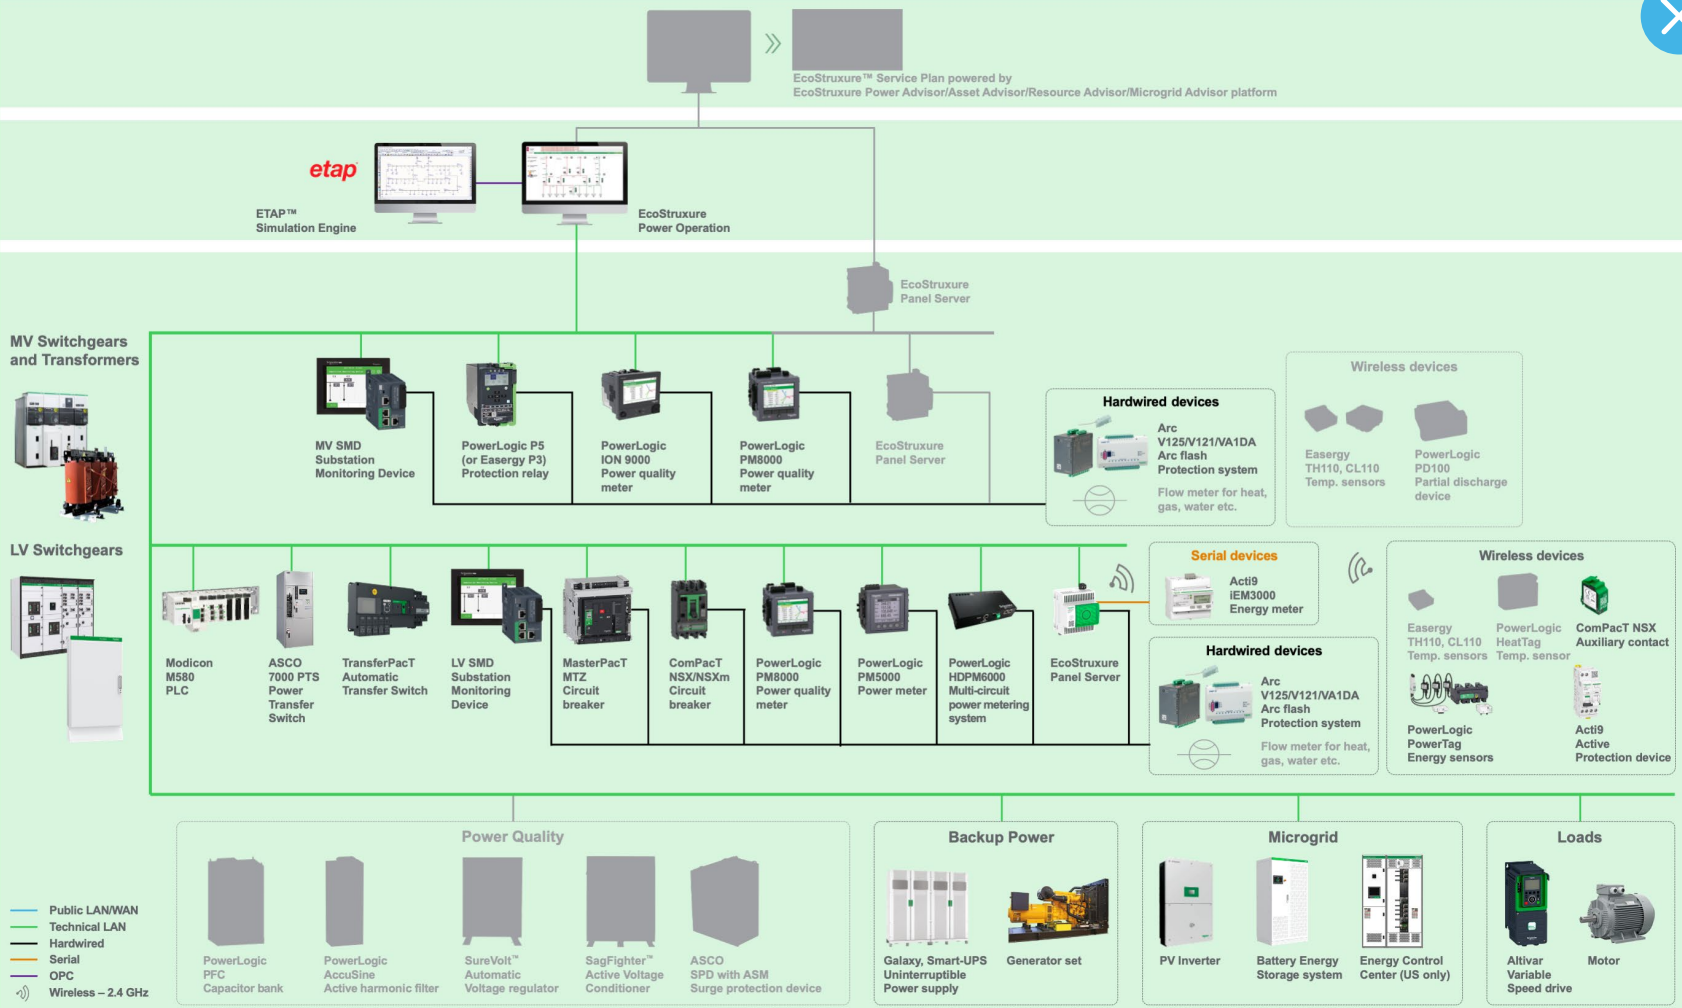 EcoStruxure™ Service Plan powered by
EcoStruxure Power Advisor/Asset Advisor/Resource Advisor/Microgrid Advisor platform
etap
ETAP™
Simulation Engine
EcoStruxure
Power Operation
EcoStruxure
Panel Server
MV Switchgears
and Transformers
MV SMD
Substation
Monitoring Device
PowerLogic P5
(or Easergy P3)
Protection relay
PowerLogic
ION 9000
Power quality
meter
PowerLogic
PM8000
Power quality
meter
EcoStruxure
Panel Server
Hardwired devices
Arc
V125/V121/VA1DA
Arc flash
Protection system
Flow meter for heat,
gas, water etc.
Wireless devices
Easergy
TH110, CL110
Temp. sensors
PowerLogic
PD100
Partial discharge
device
LV Switchgears
Modicon
M580
PLC
ASCO
7000 PTS
Power
Transfer
Switch
TransferPacT
Automatic
Transfer Switch
LV SMD
Substation
Monitoring
Device
MasterPacT
MTZ
Circuit
breaker
ComPacT
NSX/NSXm
Circuit
breaker
PowerLogic
PM8000
Power quality
meter
PowerLogic
PM5000
Power meter
PowerLogic
HDPM6000
Multi-circuit
power metering
system
EcoStruxure
Panel Server
Serial devices
Acti9
iEM3000
Energy meter
Hardwired devices
Arc
V125/V121/VA1DA
Arc flash
Protection system
Flow meter for heat,
gas, water etc.
Wireless devices
Easergy
TH110, CL110
Temp. sensors
PowerLogic
HeatTag
Temp. sensor
ComPacT NSX
Auxiliary contact
PowerLogic
PowerTag
Energy sensors
Acti9
Active
Protection device
Power Quality
PowerLogic
PFC
Capacitor bank
PowerLogic
AccuSine
Active harmonic filter
SureVolt™
Automatic
Voltage regulator
SagFighter™
Active Voltage
Conditioner
ASCO
SPD with ASM
Surge protection device
Backup Power
Galaxy, Smart-UPS
Uninterruptible
Power supply
Generator set
Microgrid
PV Inverter
Battery Energy
Storage system
Energy Control
Center (US only)
Loads
Altivar
Variable
Speed drive
Motor
Public LAN/WAN
Technical LAN
Hardwired
Serial
OPC
Wireless – 2.4 GHz